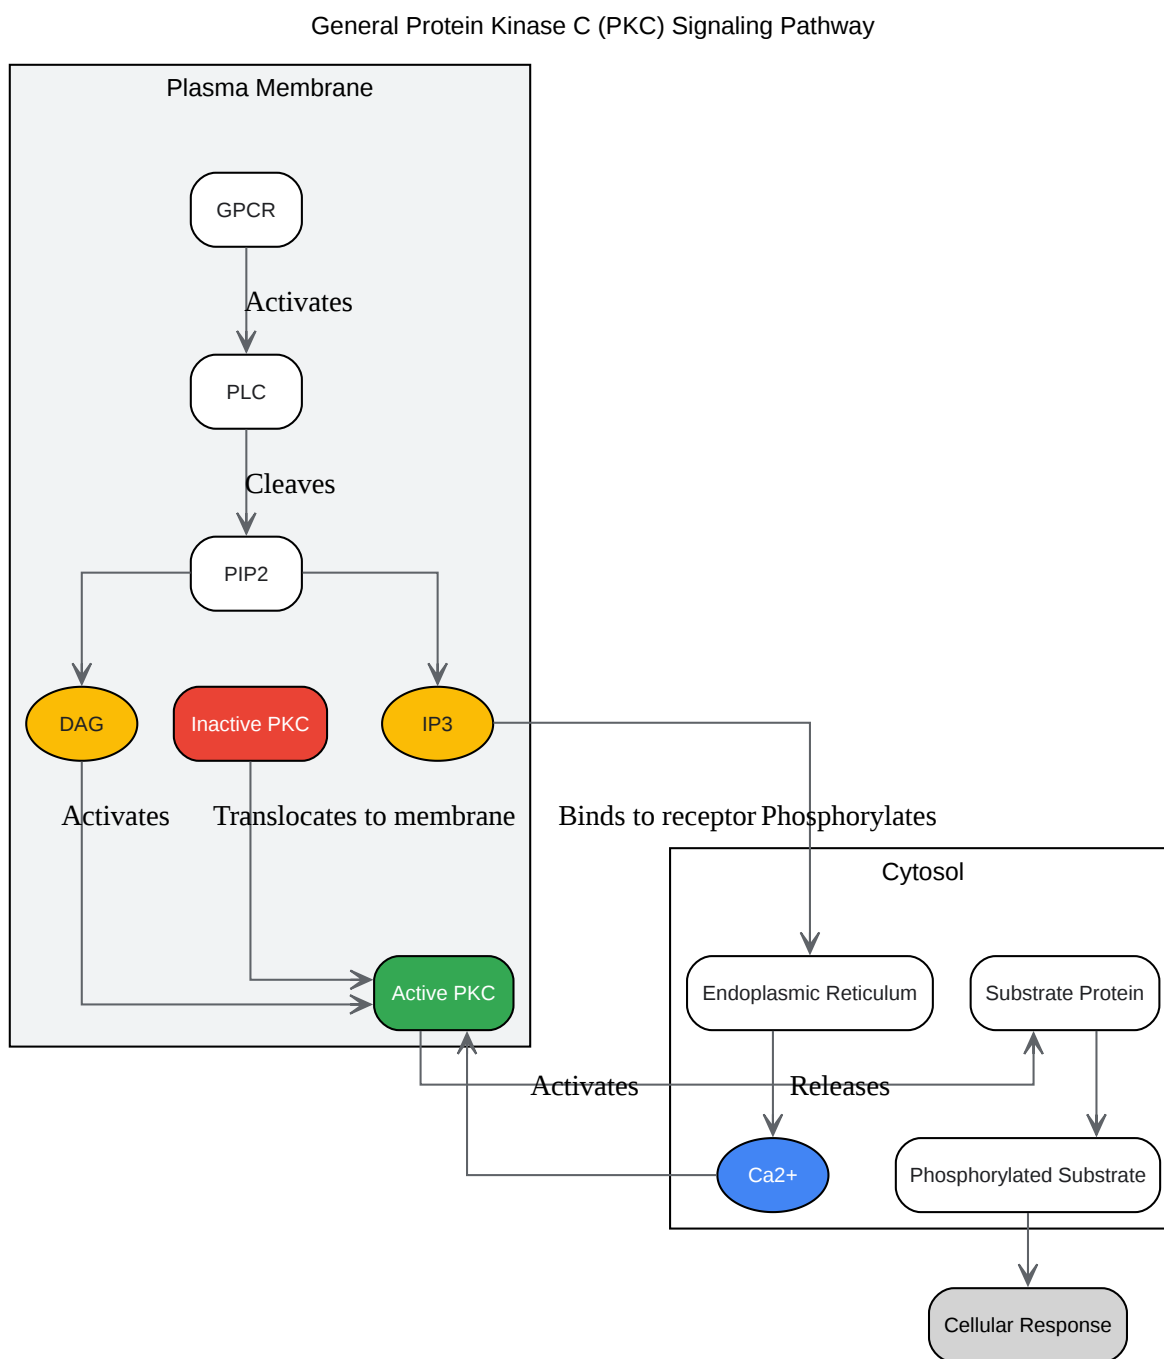 General Protein Kinase C (PKC) Signaling Pathway
Plasma Membrane
GPCR
Activates
PLC
Cleaves
PIP2
DAG
Inactive PKC
IP3
Activates
Translocates to membrane
Binds to receptor
Phosphorylates
Cytosol
Active PKC
Endoplasmic Reticulum
Substrate Protein
Activates
Releases
Ca2+
Phosphorylated Substrate
Cellular Response